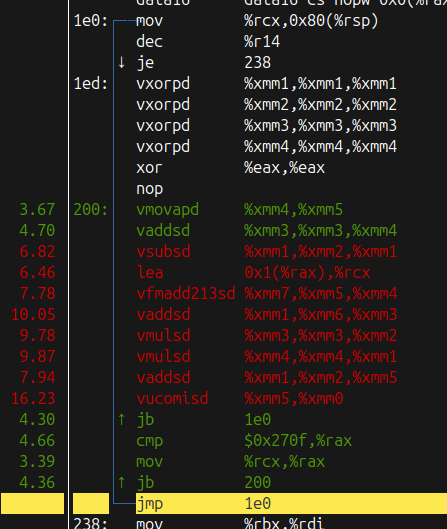 data16 data16 cs nopw 0x0(%ra
1e0: mov %rcx,0x80(%rsp)
dec %r14
↓ je 238
1ed: vxorpd %xmm1,%xmm1,%xmm1
vxorpd %xmm2,%xmm2,%xmm2
vxorpd %xmm3,%xmm3,%xmm3
vxorpd %xmm4,%xmm4,%xmm4
xor %eax,%eax
nop
3.67 200: vmovapd %xmm4,%xmm5
4.70 vaddsd %xmm3,%xmm3,%xmm4
6.82 vsubsd %xmm1,%xmm2,%xmm1
6.46 lea 0x1(%rax),%rcx
7.78 vfmadd213sd %xmm7,%xmm5,%xmm4
10.05 vaddsd %xmm1,%xmm6,%xmm3
9.78 vmulsd %xmm3,%xmm3,%xmm2
9.87 vmulsd %xmm4,%xmm4,%xmm1
7.94 vaddsd %xmm1,%xmm2,%xmm5
16.23 vucomisd %xmm5,%xmm0
4.30 ↑ jb 1e0
4.66 cmp $0x270f,%rax
3.39 mov %rcx,%rax
4.36 ↑ jb 200
jmp 1e0
238: mov %rbx,%rdi